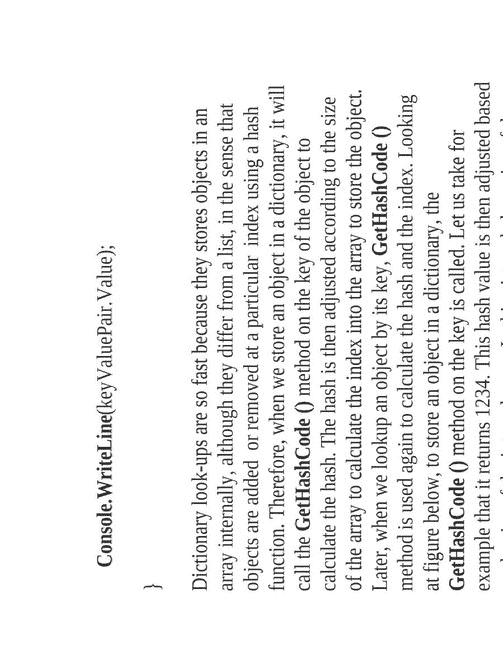 Console.WriteLine(keyValuePair.Value);
}
Dictionary look-ups are so fast because they stores objects in an
array internally, although they differ from a list, in the sense that
objects are added or removed at a particular index using a hash
function. Therefore, when we store an object in a dictionary, it will
call the GetHashCode () method on the key of the object to
calculate the hash. The hash is then adjusted according to the size
of the array to calculate the index into the array to store the object.
Later, when we lookup an object by its key, GetHashCode ()
method is used again to calculate the hash and the index. Looking
at figure below, to store an object in a dictionary, the
GetHashCode () method on the key is called. Let us take for
example that it returns 1234. This hash value is then adjusted based